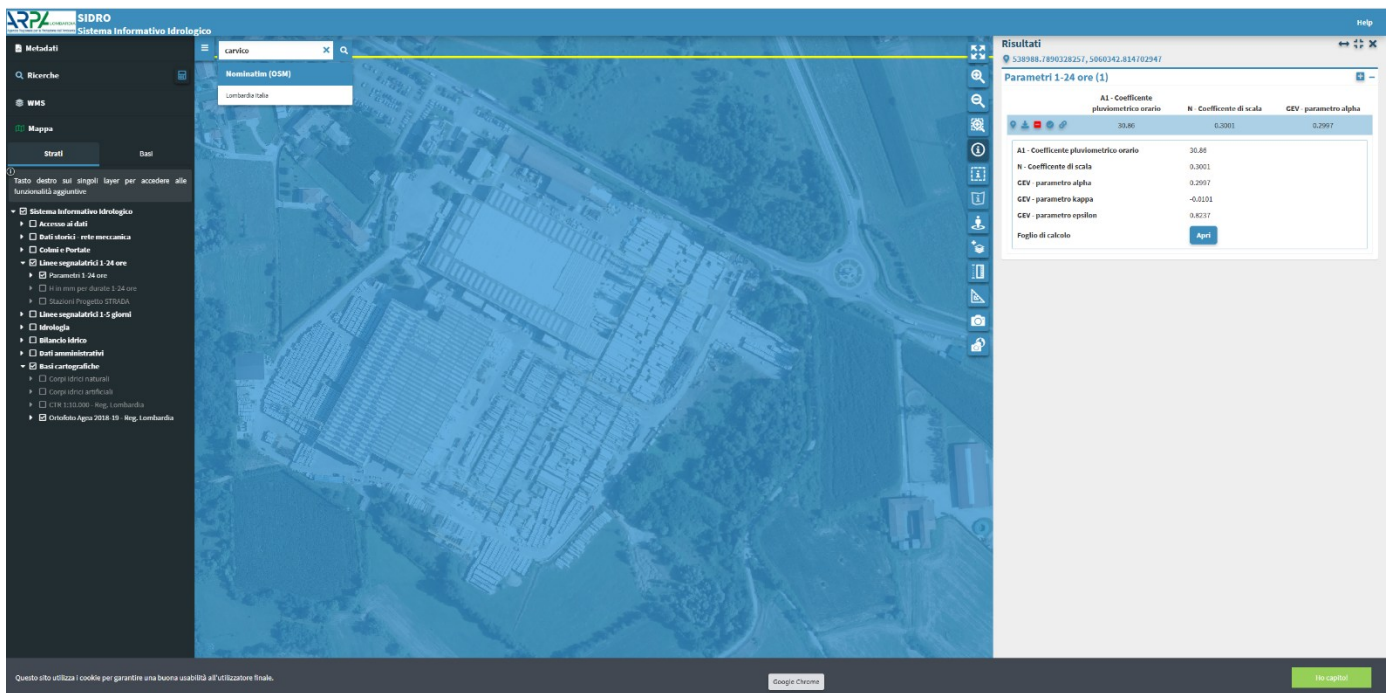 ARPA LOMBARDIA
SIDRO
Sistema Informativo Idrologico
Help
Metadati
Ricerche
WMS
Mappa
Strati Basi
Tasto destro sui singoli layer per accedere alle
funzionalità aggiuntive
Sistema Informativo Idrologico
Accesso ai dati
Dati storici - rete meccanica
Colmi e Portate
Linee segnalatrici 1-24 ore
Parametri 1-24 ore
H in mm per durate 1-24 ore
Stazioni Progetto STRADA
Linee segnalatrici 1-5 giorni
Idrologia
Bilancio idrico
Dati amministrativi
Basi cartografiche
Corpi idrici naturali
Corpi idrici artificiali
CTR 1:10.000 - Reg. Lombardia
Ortofoto Agea 2018-19 - Reg. Lombardia
carvico
Nominatim (OSM)
Lombardia Italia
Risultati
538988.7890328257, 5060342.814702947
Parametri 1-24 ore (1)
A1 - Coefficente
pluviometrico orario N - Coefficente di scala GEV - parametro alpha
30.86 0.3001 0.2997
A1 - Coefficente pluviometrico orario 30.86
N - Coefficente di scala 0.3001
GEV - parametro alpha 0.2997
GEV - parametro kappa -0.0101
GEV - parametro epsilon 0.8237
Foglio di calcolo Apri
Questo sito utilizza i cookie per garantire una buona usabilità all'utilizzatore finale.
Google Chrome
Ho capito!